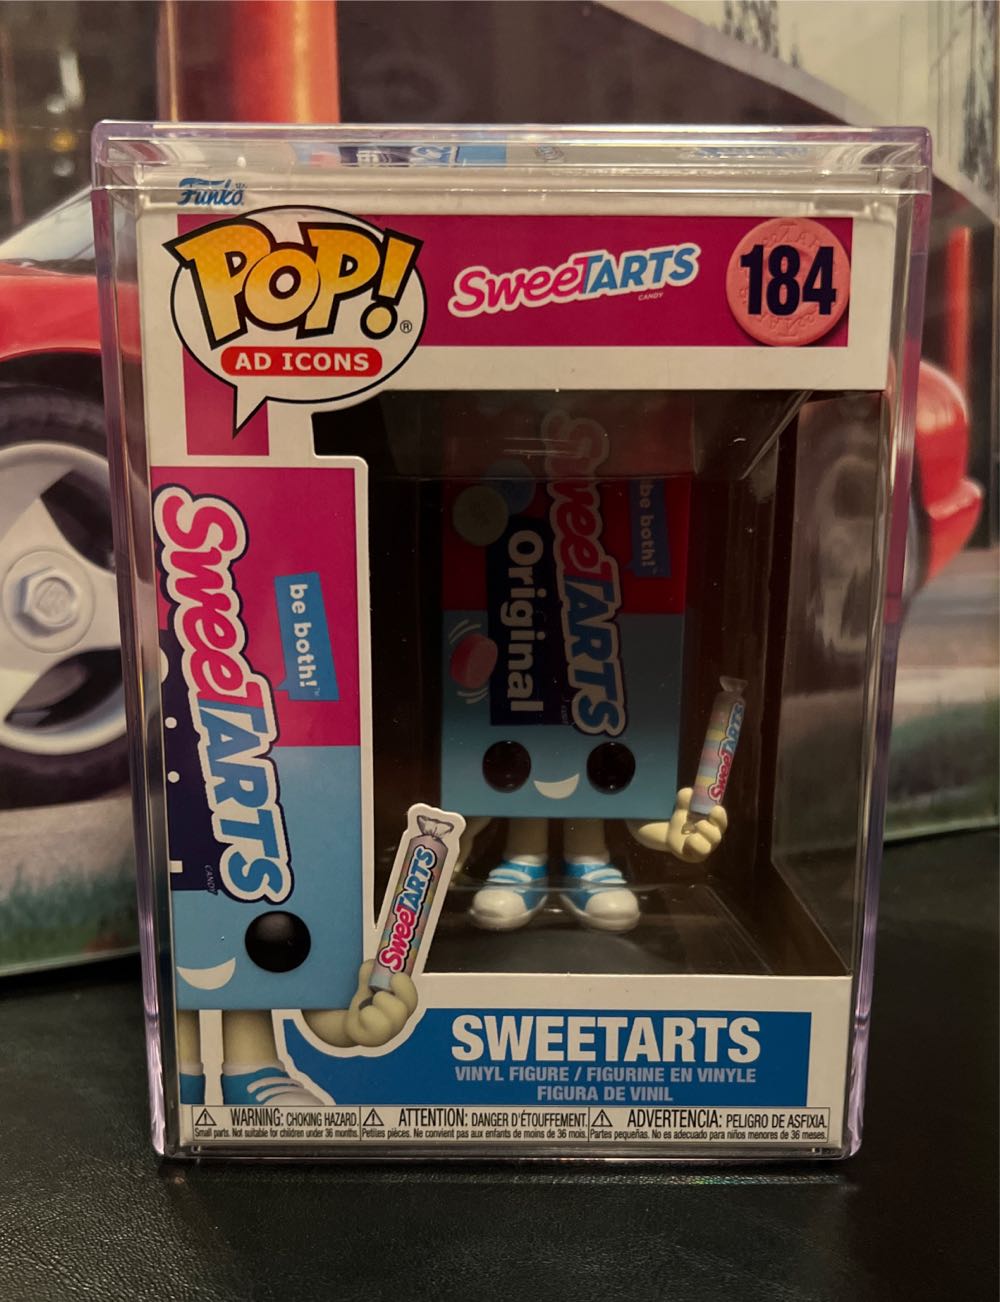 Funko
POP!®
AD ICONS
SWEETARTS
CANDY
184
SWEETARTS
CANDY
be both!™
SWEETARTS
be both!
Original
SWEETARTS
SWEETARTS
SWEETARTS
VINYL FIGURE / FIGURINE EN VINYLE
FIGURA DE VINIL
WARNING: CHOKING HAZARD.
Small parts. Not suitable for children under 36 months.
ATTENTION: DANGER D'ÉTOUFFEMENT.
Petites pièces. Ne convient pas aux enfants de moins de 36 mois.
ADVERTENCIA: PELIGRO DE ASFIXIA.
Partes pequeñas. No es adecuado para niños menores de 36 meses.